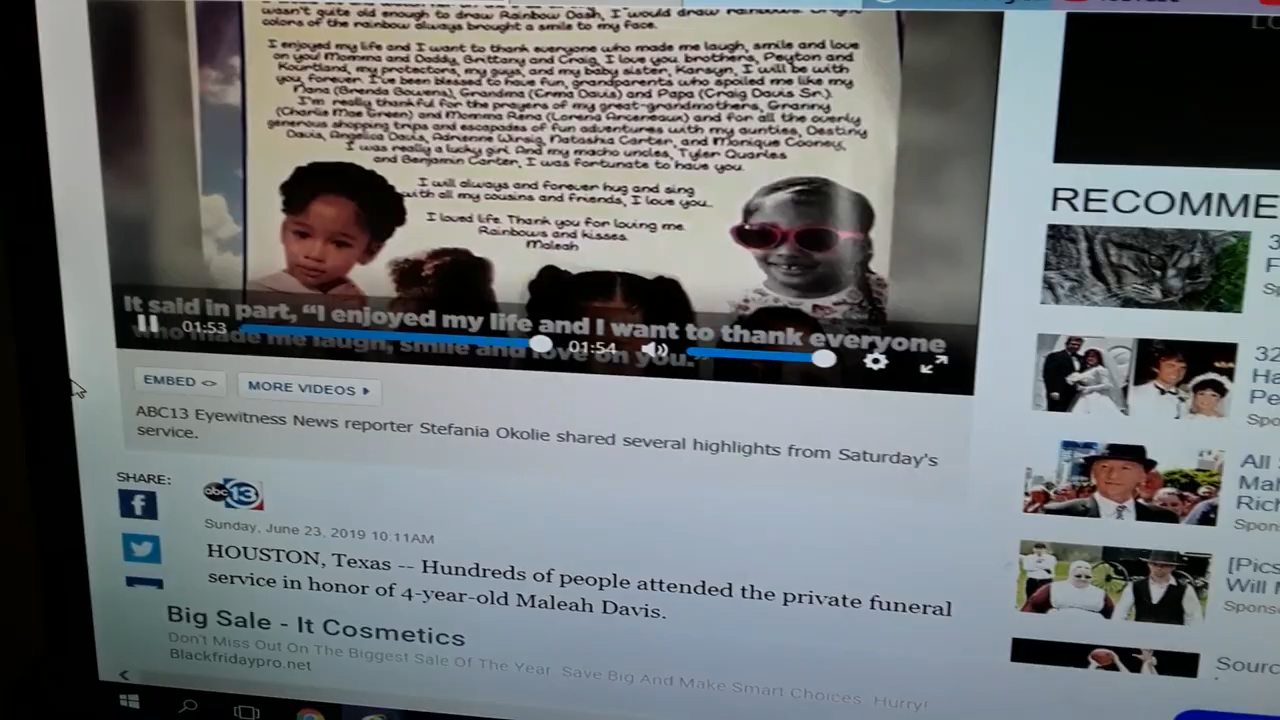 wasn't quite old enough to draw Rainbow Dash, I would draw rainbows. Bright
colors of the rainbow always brought a smile to my face.
I enjoyed my life and I want to thank everyone who made me laugh, smile and love
on you! Momma and Daddy, Brittany and Craig, I love you. brothers, Peyton and
Kourtland, my protectors, my guys, and my baby sister, Karsyn, I will be with
you forever. I've been blessed to have fun, grandparents who spoiled me like my
Nana (Brenda Bowens), Grandma (Erma Davis) and Papa (Craig Davis Sr.).
I'm really thankful for the prayers of my great-grandmothers, Granny
(Charlie Mae Green) and Momma Rena (Lorena Arceneaux) and for all the overly
generous shopping trips and escapades of fun adventures with my aunties, Destiny
Davis, Angelica Davis, Adrienne Wirsig, Natashia Carter, and Monique Cooney,
I was really a lucky girl. And my macho uncles, Tyler Quarles
and Benjamin Carter, I was fortunate to have you.
I will always and forever hug and sing
with all my cousins and friends, I love you.
I loved life. Thank you for loving me.
Rainbows and kisses.
Maleah
It said in part, “I enjoyed my life and I want to thank everyone
who made me laugh, smile and love on you.”
01:53
01:54
EMBED <>
MORE VIDEOS
ABC13 Eyewitness News reporter Stefania Okolie shared several highlights from Saturday's
service.
SHARE:
abc 13
Sunday, June 23, 2019 10:11AM
HOUSTON, Texas -- Hundreds of people attended the private funeral
service in honor of 4-year-old Maleah Davis.
Big Sale - It Cosmetics
Don't Miss Out On The Biggest Sale Of The Year. Save Big And Make Smart Choices. Hurry!
Blackfridaypro.net
RECOMME
3
F
S
32
Ha
Pe
Spo
All
Mal
Rich
Spon
[Pics
Will
Spons
Sourc